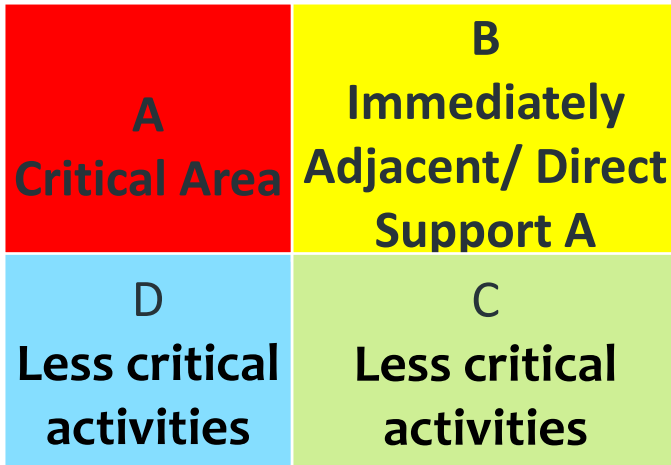 A
Critical Area
B
Immediately
Adjacent/ Direct
Support A
D
Less critical
activities
C
Less critical
activities